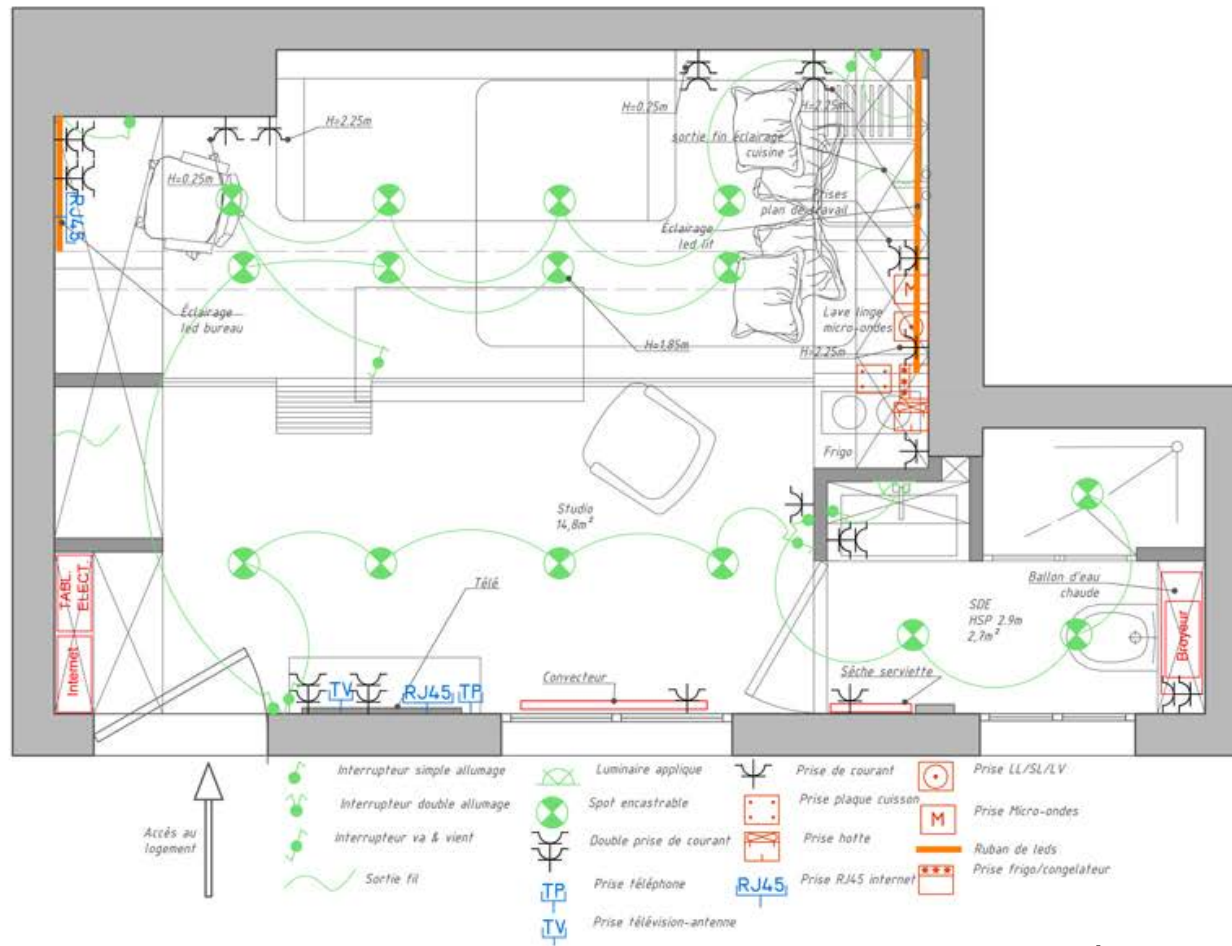 H=0.25m
H=2.25m
H=2.25m
sortie fin éclairage
cuisine
RJ45
H=0.25m
Prises
plan de travail
Éclairage
led lit
M
Éclairage
led bureau
Lave linge
micro-ondes
H=1,85m
H=2.25m
Frigo
Studio
14,8m²
TABL.
ELECT.
Internet
Télé
Ballon d'eau
chaude
SDE
HSP 2.9m
2,7m²
Broyeur
TV
RJ45
TP
Convecteur
Sèche serviette
Accès au
logement
Interrupteur simple allumage
Interrupteur double allumage
Interrupteur va & vient
Sortie fil
Luminaire applique
Spot encastrable
Double prise de courant
TP
Prise téléphone
TV
Prise télévision-antenne
Prise de courant
Prise plaque cuisson
Prise hotte
RJ45
Prise RJ45 internet
Prise LL/SL/LV
M
Prise Micro-ondes
Ruban de leds
Prise frigo/congelateur